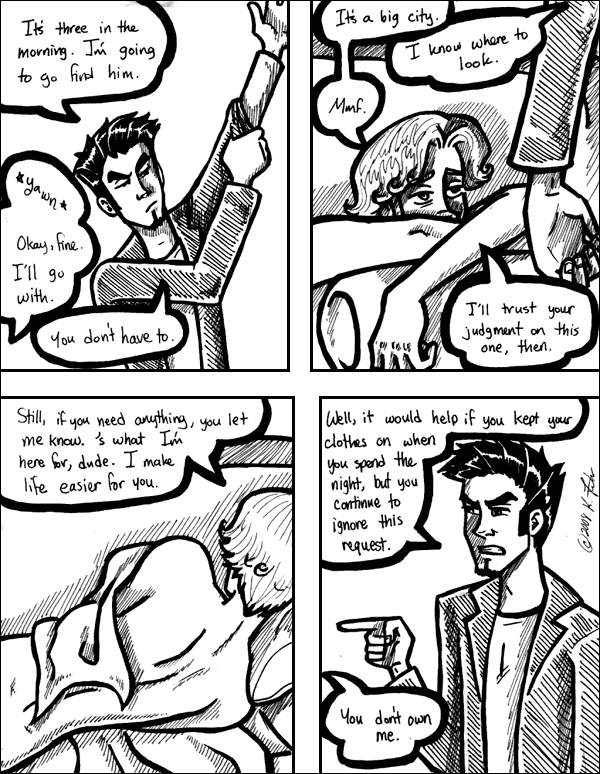 It's three in the
morning. I'm going
to go find him.
*yawn*
Okay, fine.
I'll go
with.
You don't have to.
It's a big city.
I know where to
look.
Mmf.
I'll trust your
judgment on this
one, then.
Still, if you need anything, you let
me know. 's what I'm
here for, dude. I make
life easier for you.
Well, it would help if you kept your
clothes on when
you spend the
night, but you
continue to
ignore this
request.
You don't own
me.
©2008 K.